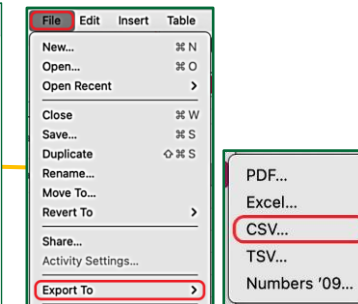 File Edit Insert Table
New... ⌘ N
Open... ⌘ O
Open Recent >
Close ⌘ W
Save... ⌘ S
Duplicate ⇧ ⌘ S
Rename...
Move To...
Revert To >
Share...
Activity Settings...
Export To >
PDF...
Excel...
CSV...
TSV...
Numbers '09...